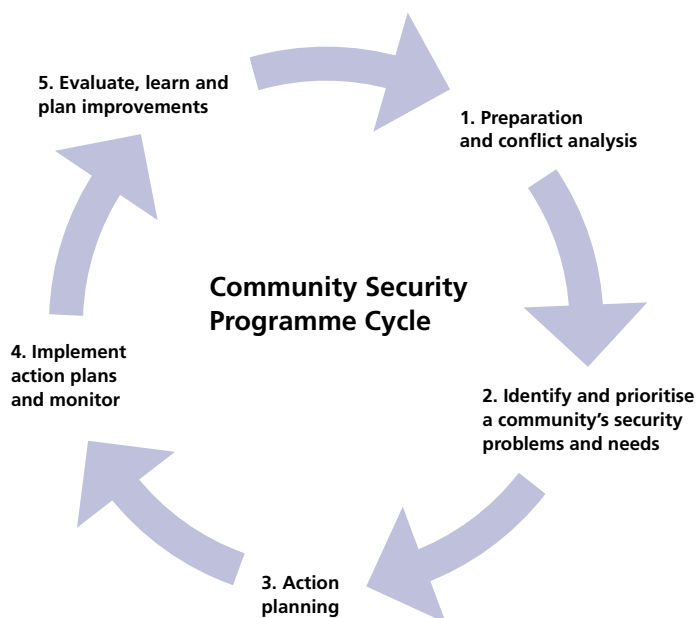 Community Security
Programme Cycle
1. Preparation
and conflict analysis
2. Identify and prioritise
a community’s security
problems and needs
3. Action
planning
4. Implement
action plans
and monitor
5. Evaluate, learn and
plan improvements